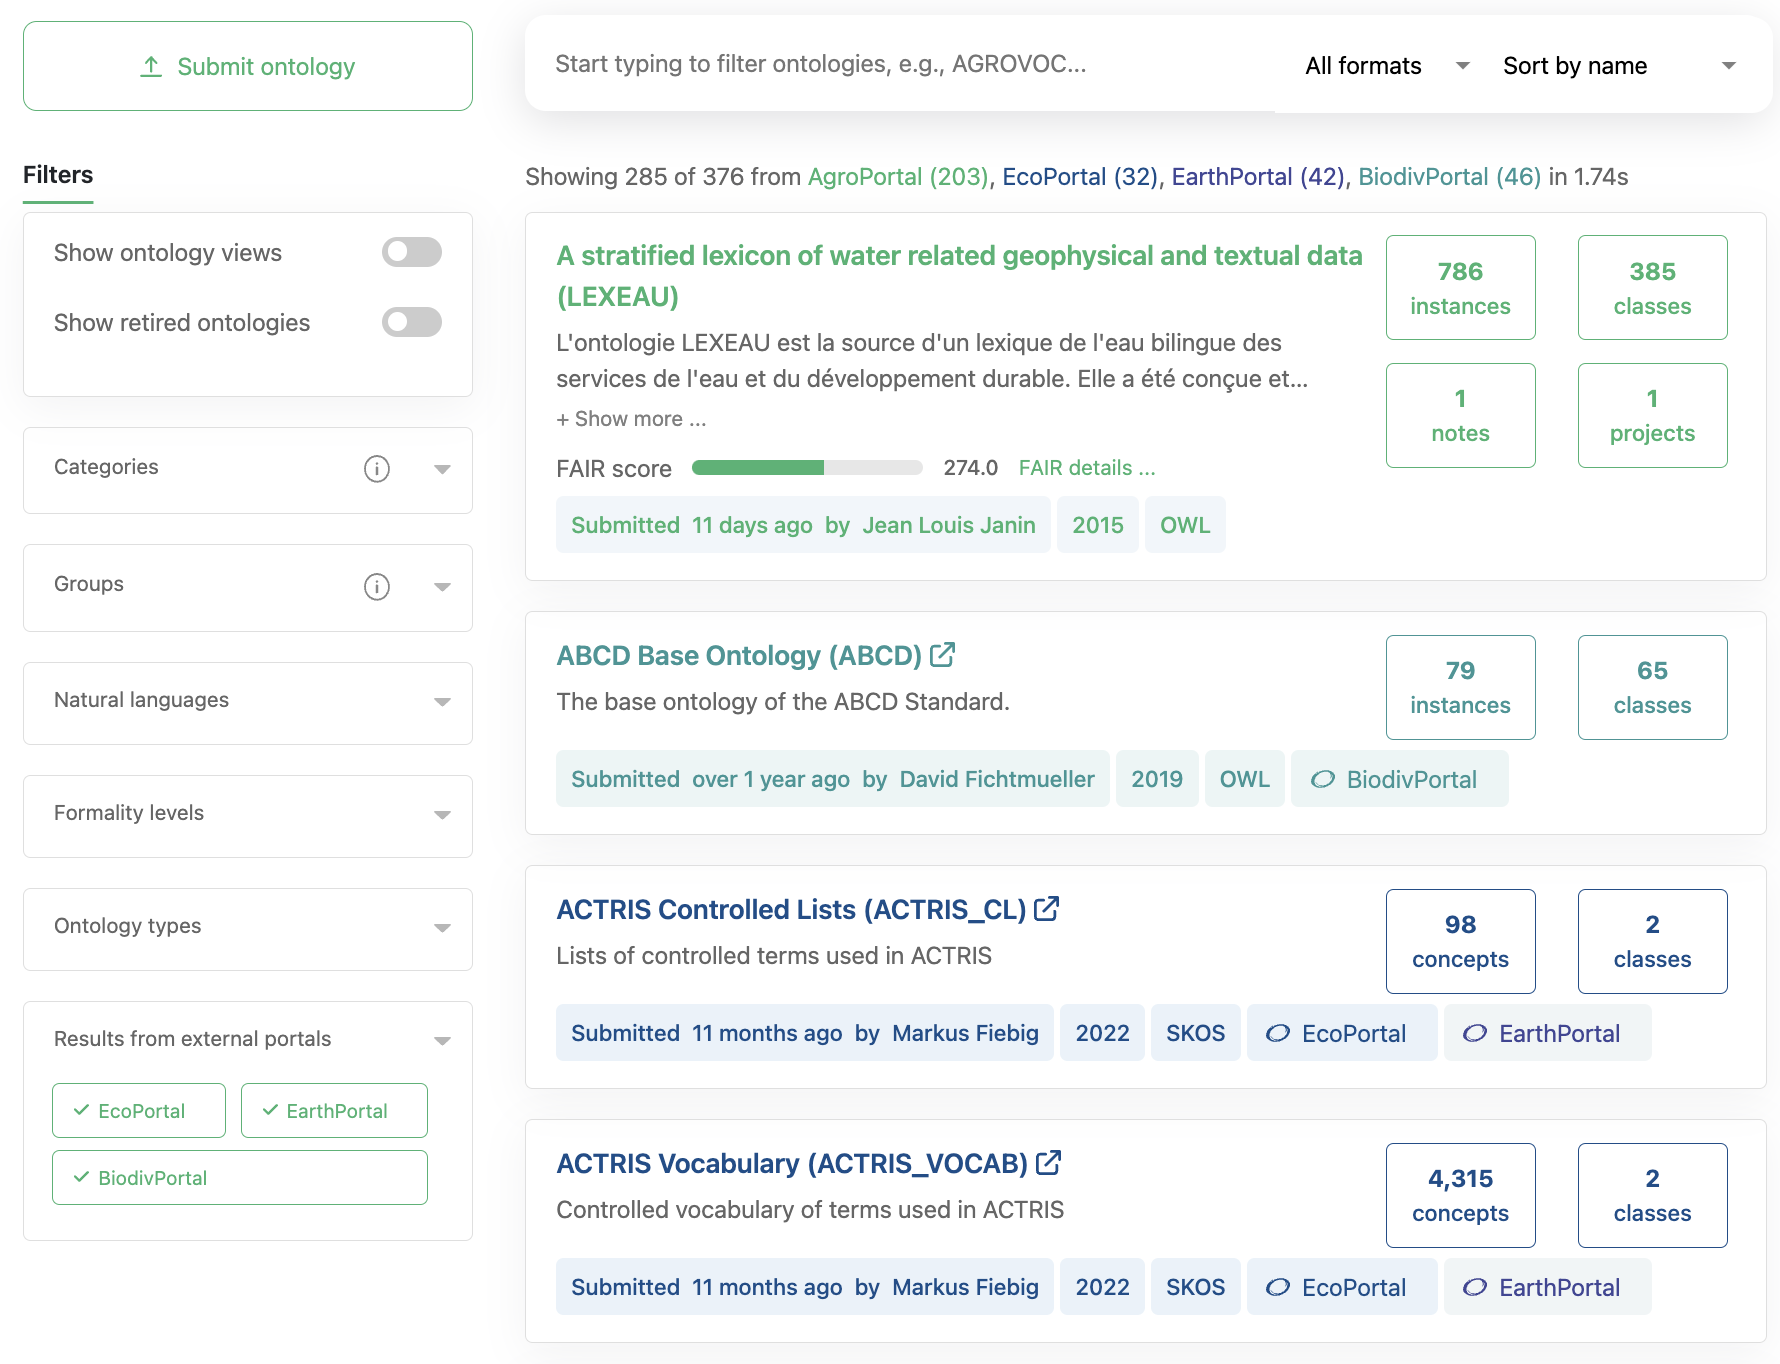 Submit ontology
Start typing to filter ontologies, e.g., AGROVOC...
All formats
Sort by name
Filters
Show ontology views
Show retired ontologies
Categories
Groups
Natural languages
Formality levels
Ontology types
Results from external portals
EcoPortal
EarthPortal
BiodivPortal
Showing 285 of 376 from AgroPortal (203), EcoPortal (32), EarthPortal (42), BiodivPortal (46) in 1.74s
A stratified lexicon of water related geophysical and textual data
(LEXEAU)
L'ontologie LEXEAU est la source d'un lexique de l'eau bilingue des
services de l'eau et du développement durable. Elle a été conçue et...
+ Show more ...
FAIR score 274.0 FAIR details ...
Submitted 11 days ago by Jean Louis Janin 2015 OWL
786
instances
385
classes
1
notes
1
projects
ABCD Base Ontology (ABCD)
The base ontology of the ABCD Standard.
Submitted over 1 year ago by David Fichtmueller 2019 OWL BiodivPortal
79
instances
65
classes
ACTRIS Controlled Lists (ACTRIS_CL)
Lists of controlled terms used in ACTRIS
Submitted 11 months ago by Markus Fiebig 2022 SKOS EcoPortal EarthPortal
98
concepts
2
classes
ACTRIS Vocabulary (ACTRIS_VOCAB)
Controlled vocabulary of terms used in ACTRIS
Submitted 11 months ago by Markus Fiebig 2022 SKOS EcoPortal EarthPortal
4,315
concepts
2
classes